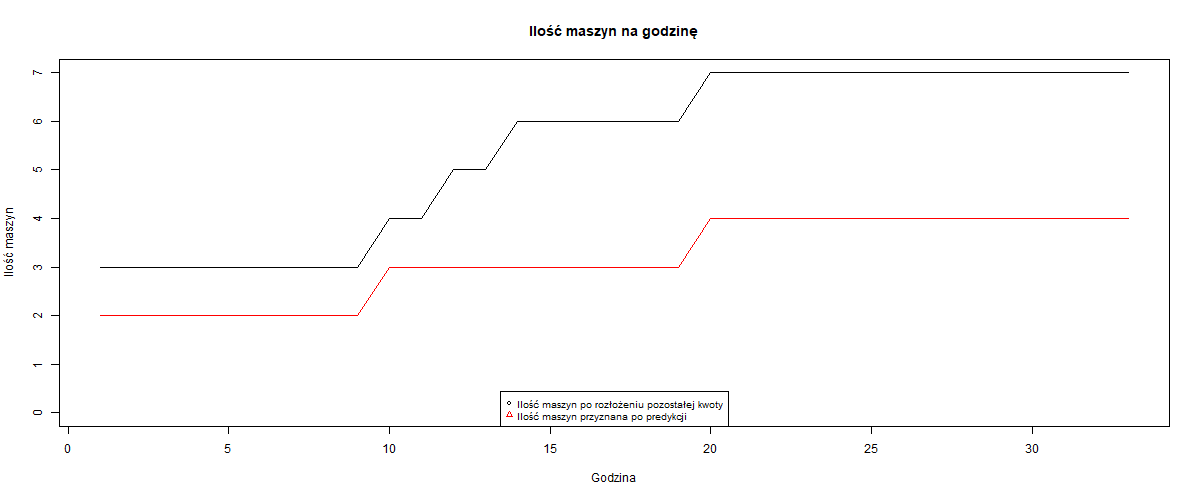 Ilość maszyn na godzinę
Ilość maszyn
7
6
5
4
3
2
1
0
Ilość maszyn po rozłożeniu pozostałej kwoty
Ilość maszyn przyznana po predykcji
0 5 10 15 20 25 30
Godzina